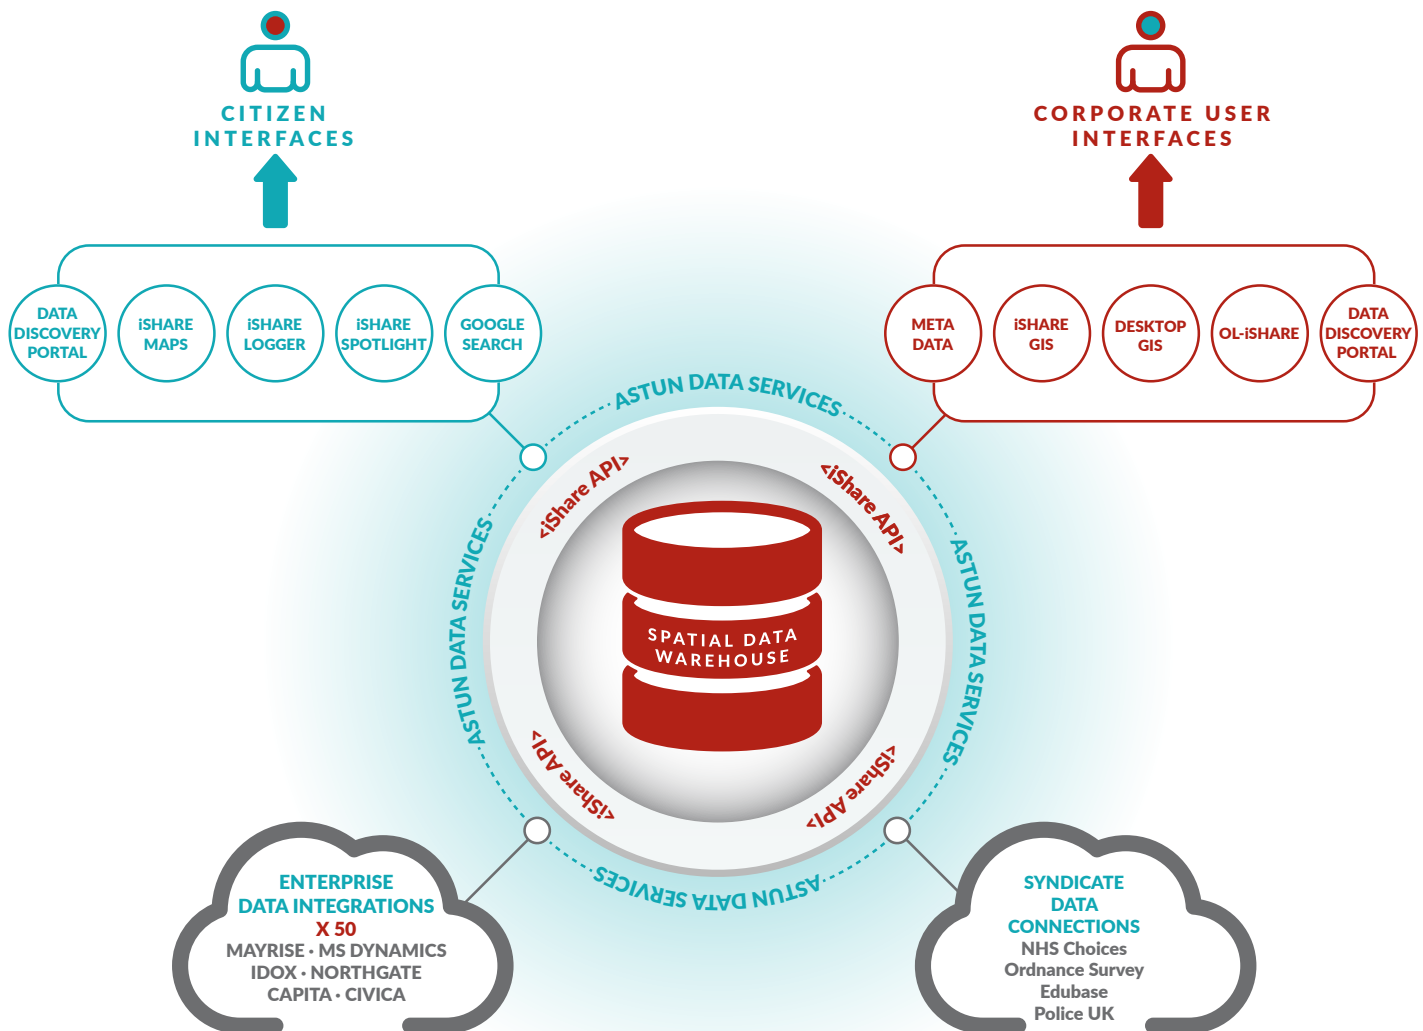 CITIZEN
INTERFACES
CORPORATE USER
INTERFACES
DATA
DISCOVERY
PORTAL
iSHARE
MAPS
iSHARE
LOGGER
iSHARE
SPOTLIGHT
GOOGLE
SEARCH
META
DATA
iSHARE
GIS
DESKTOP
GIS
OL-iSHARE
DATA
DISCOVERY
PORTAL
ASTUN DATA SERVICES
<iShare API>
<iShare API>
ASTUN DATA SERVICES
ASTUN DATA SERVICES
SPATIAL DATA
WAREHOUSE
<iShare API>
<iShare API>
ASTUN DATA SERVICES
ENTERPRISE
DATA INTEGRATIONS
X 50
MAYRISE · MS DYNAMICS
IDOX · NORTHGATE
CAPITA · CIVICA
SYNDICATE
DATA
CONNECTIONS
NHS Choices
Ordnance Survey
Edubase
Police UK